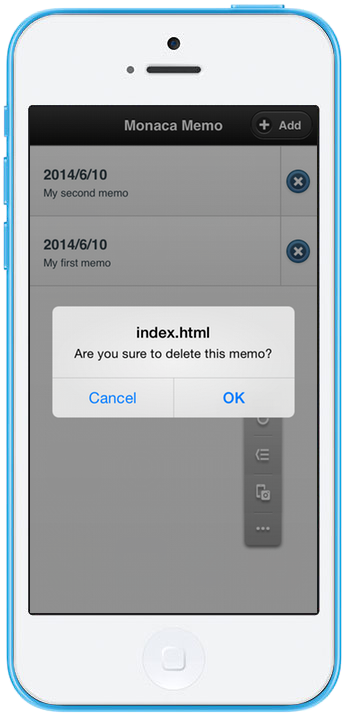 Monaca Memo
Add
2014/6/10
My second memo
2014/6/10
My first memo
index.html
Are you sure to delete this memo?
Cancel
OK